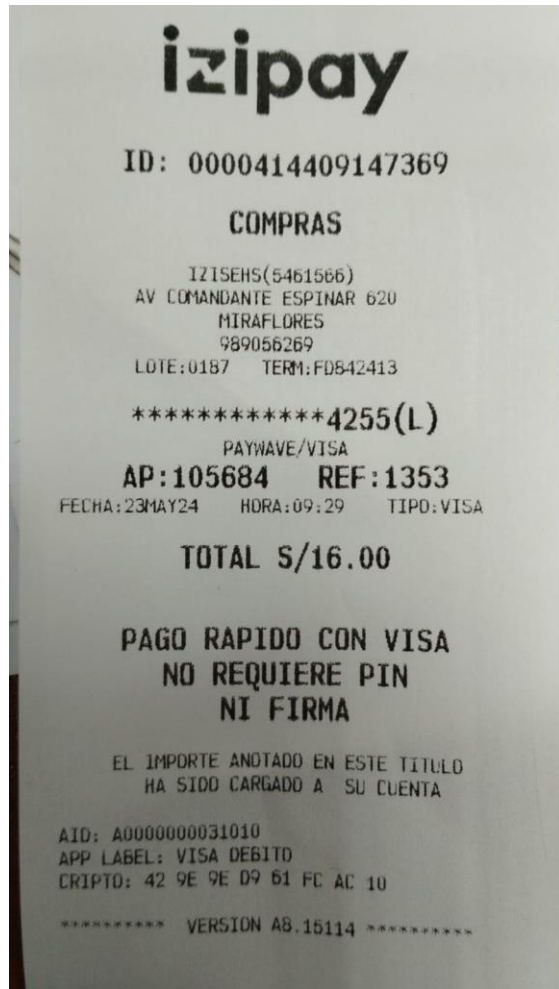 izipay
ID: 0000414409147369
COMPRAS
IZISEHS(5461566)
AV COMANDANTE ESPINAR 620
MIRAFLORES
989056269
LOTE:0187 TERM:FD842413
************4255(L)
PAYWAVE/VISA
AP:105684 REF:1353
FECHA:23MAY24 HORA:09:29 TIPO:VISA
TOTAL S/16.00
PAGO RAPIDO CON VISA
NO REQUIERE PIN
NI FIRMA
EL IMPORTE ANOTADO EN ESTE TITULO
HA SIDO CARGADO A SU CUENTA
AID: A0000000031010
APP LABEL: VISA DEBITO
CRIPTO: 42 9E 9E D9 61 FC AC 10
********** VERSION A8.15114 **********